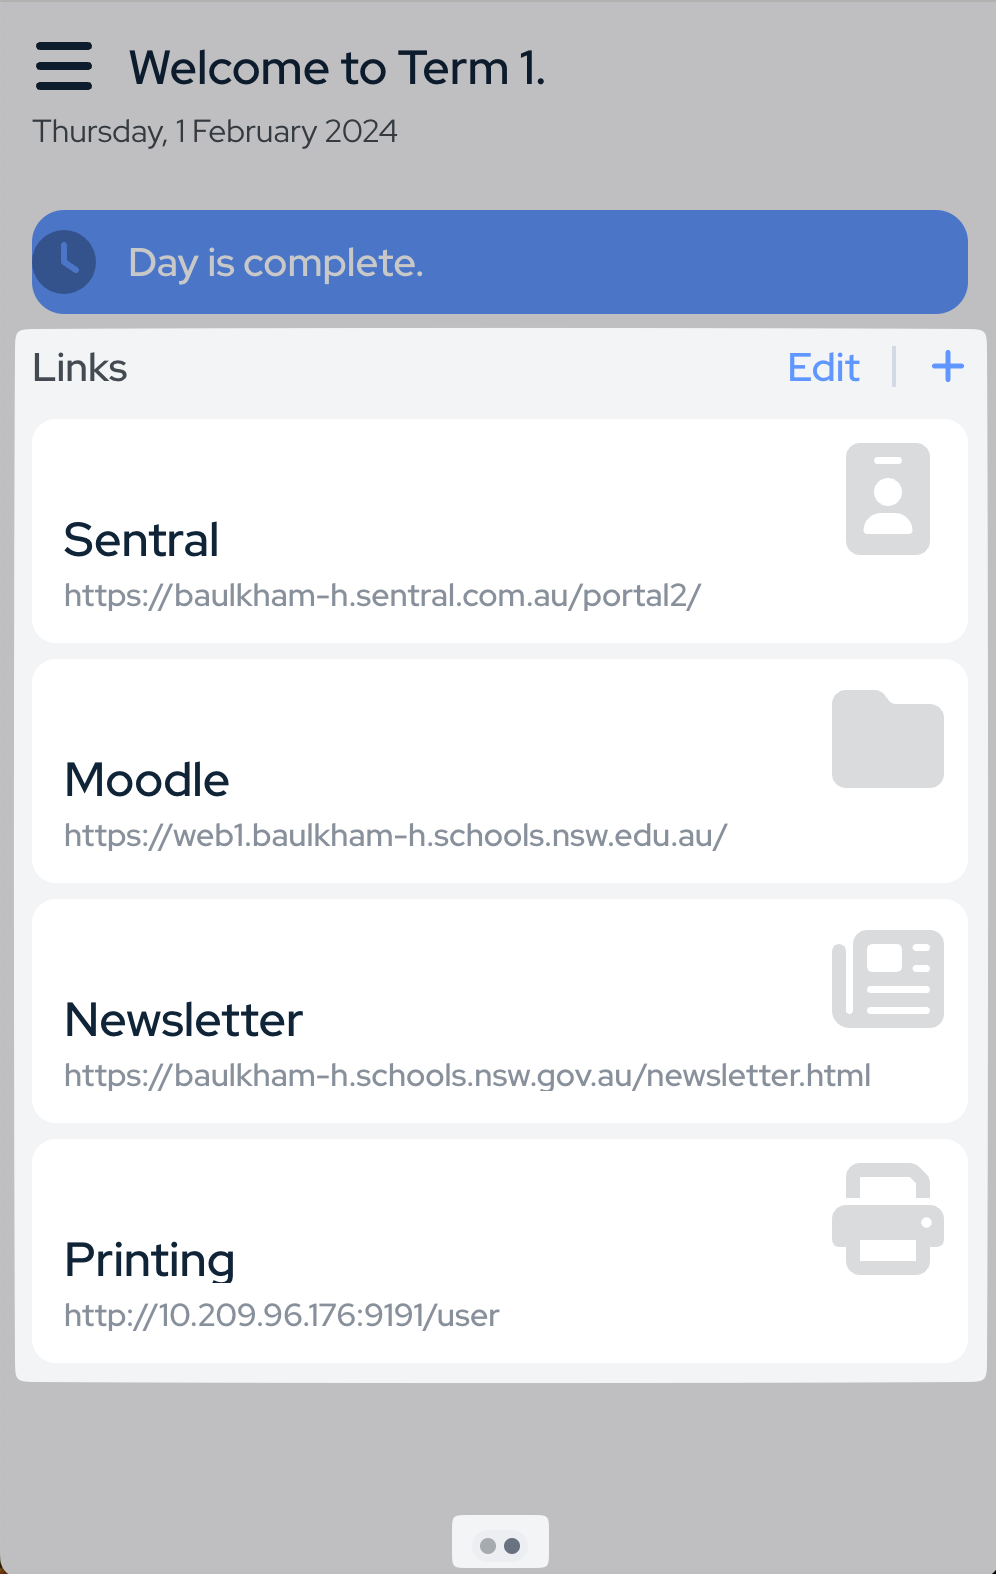 Welcome to Term 1.
Thursday, 1 February 2024
Day is complete.
Links
Edit
Sentral
https://baulkham-h.sentral.com.au/portal2/
Moodle
https://web1.baulkham-h.schools.nsw.edu.au/
Newsletter
https://baulkham-h.schools.nsw.gov.au/newsletter.html
Printing
http://10.209.96.176:9191/user